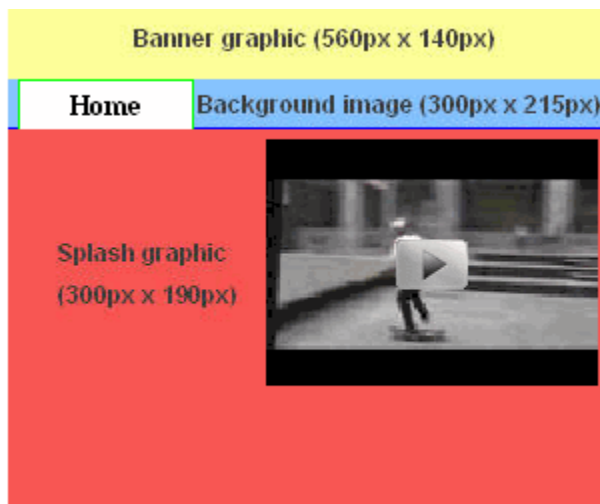 Banner graphic (560px x 140px)
Home
Background image (300px x 215px)
Splash graphic
(300px x 190px)